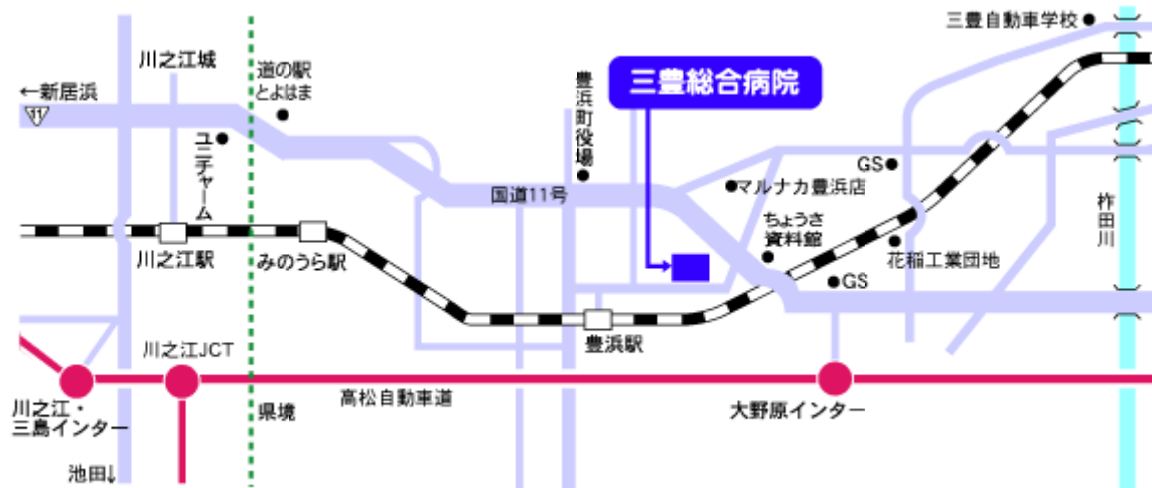 三豊自動車学校
川之江城
道の駅
とよはま
←新居浜
11
豊浜町役場
三豊総合病院
ユニチャーム
GS
マルナカ豊浜店
国道11号
柞田川
ちょうさ
資料館
川之江駅
みのうら駅
花稲工業団地
GS
豊浜駅
川之江JCT
高松自動車道
川之江・
三島インター
県境
大野原インター
池田↓